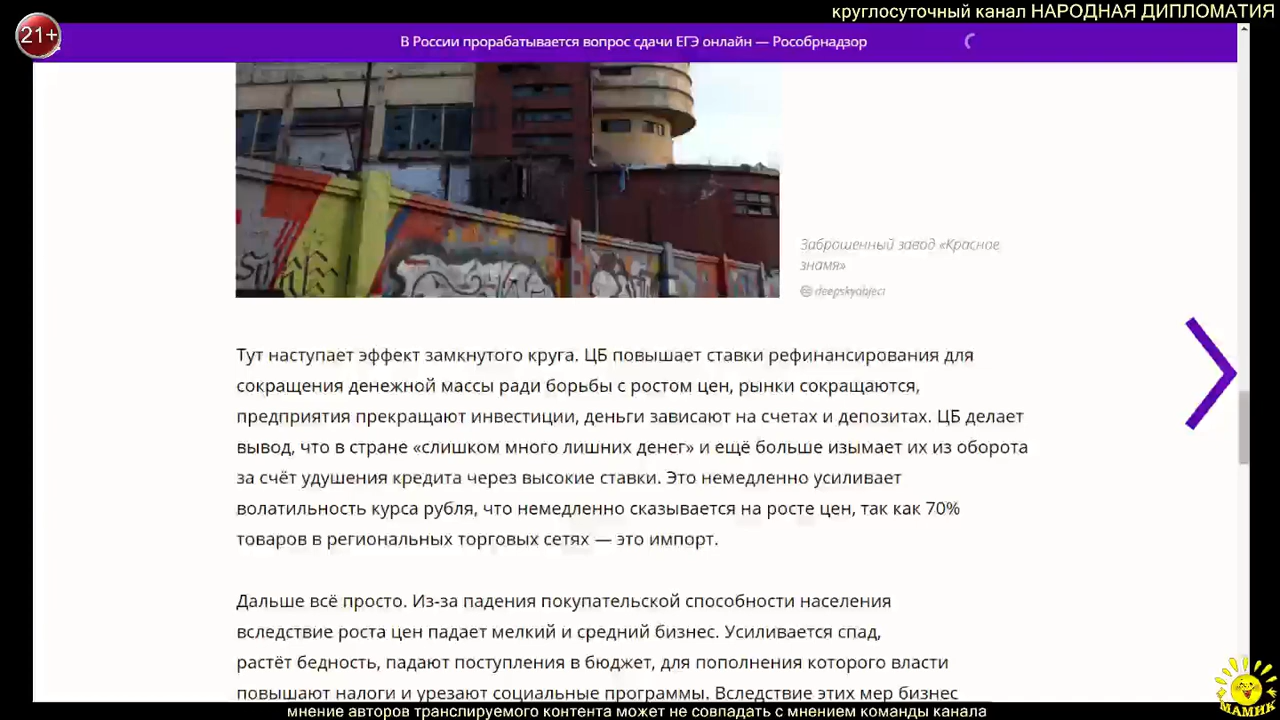 круглосуточный канал НАРОДНАЯ ДИПЛОМАТИЯ
21+
В России прорабатывается вопрос сдачи ЕГЭ онлайн — Рособрнадзор
Заброшенный завод «Красное
знамя»
deepskyobject
Тут наступает эффект замкнутого круга. ЦБ повышает ставки рефинансирования для
сокращения денежной массы ради борьбы с ростом цен, рынки сокращаются,
предприятия прекращают инвестиции, деньги зависают на счетах и депозитах. ЦБ делает
вывод, что в стране «слишком много лишних денег» и ещё больше изымает их из оборота
за счёт удушения кредита через высокие ставки. Это немедленно усиливает
волатильность курса рубля, что немедленно сказывается на росте цен, так как 70%
товаров в региональных торговых сетях — это импорт.
Дальше всё просто. Из-за падения покупательской способности населения
вследствие роста цен падает мелкий и средний бизнес. Усиливается спад,
растёт бедность, падают поступления в бюджет, для пополнения которого власти
повышают налоги и урезают социальные программы. Вследствие этих мер бизнес
МАМИК
мнение авторов транслируемого контента может не совпадать с мнением команды канала